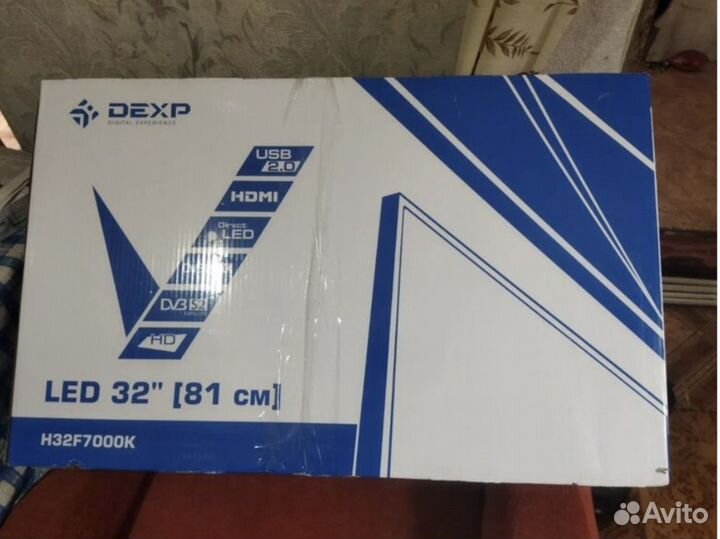 DEXP
DIGITAL EXPERIENCE
USB
2.0
HDMI
Direct
LED
DVB S2
HD
LED 32" [81 см]
H32F7000K
Avito